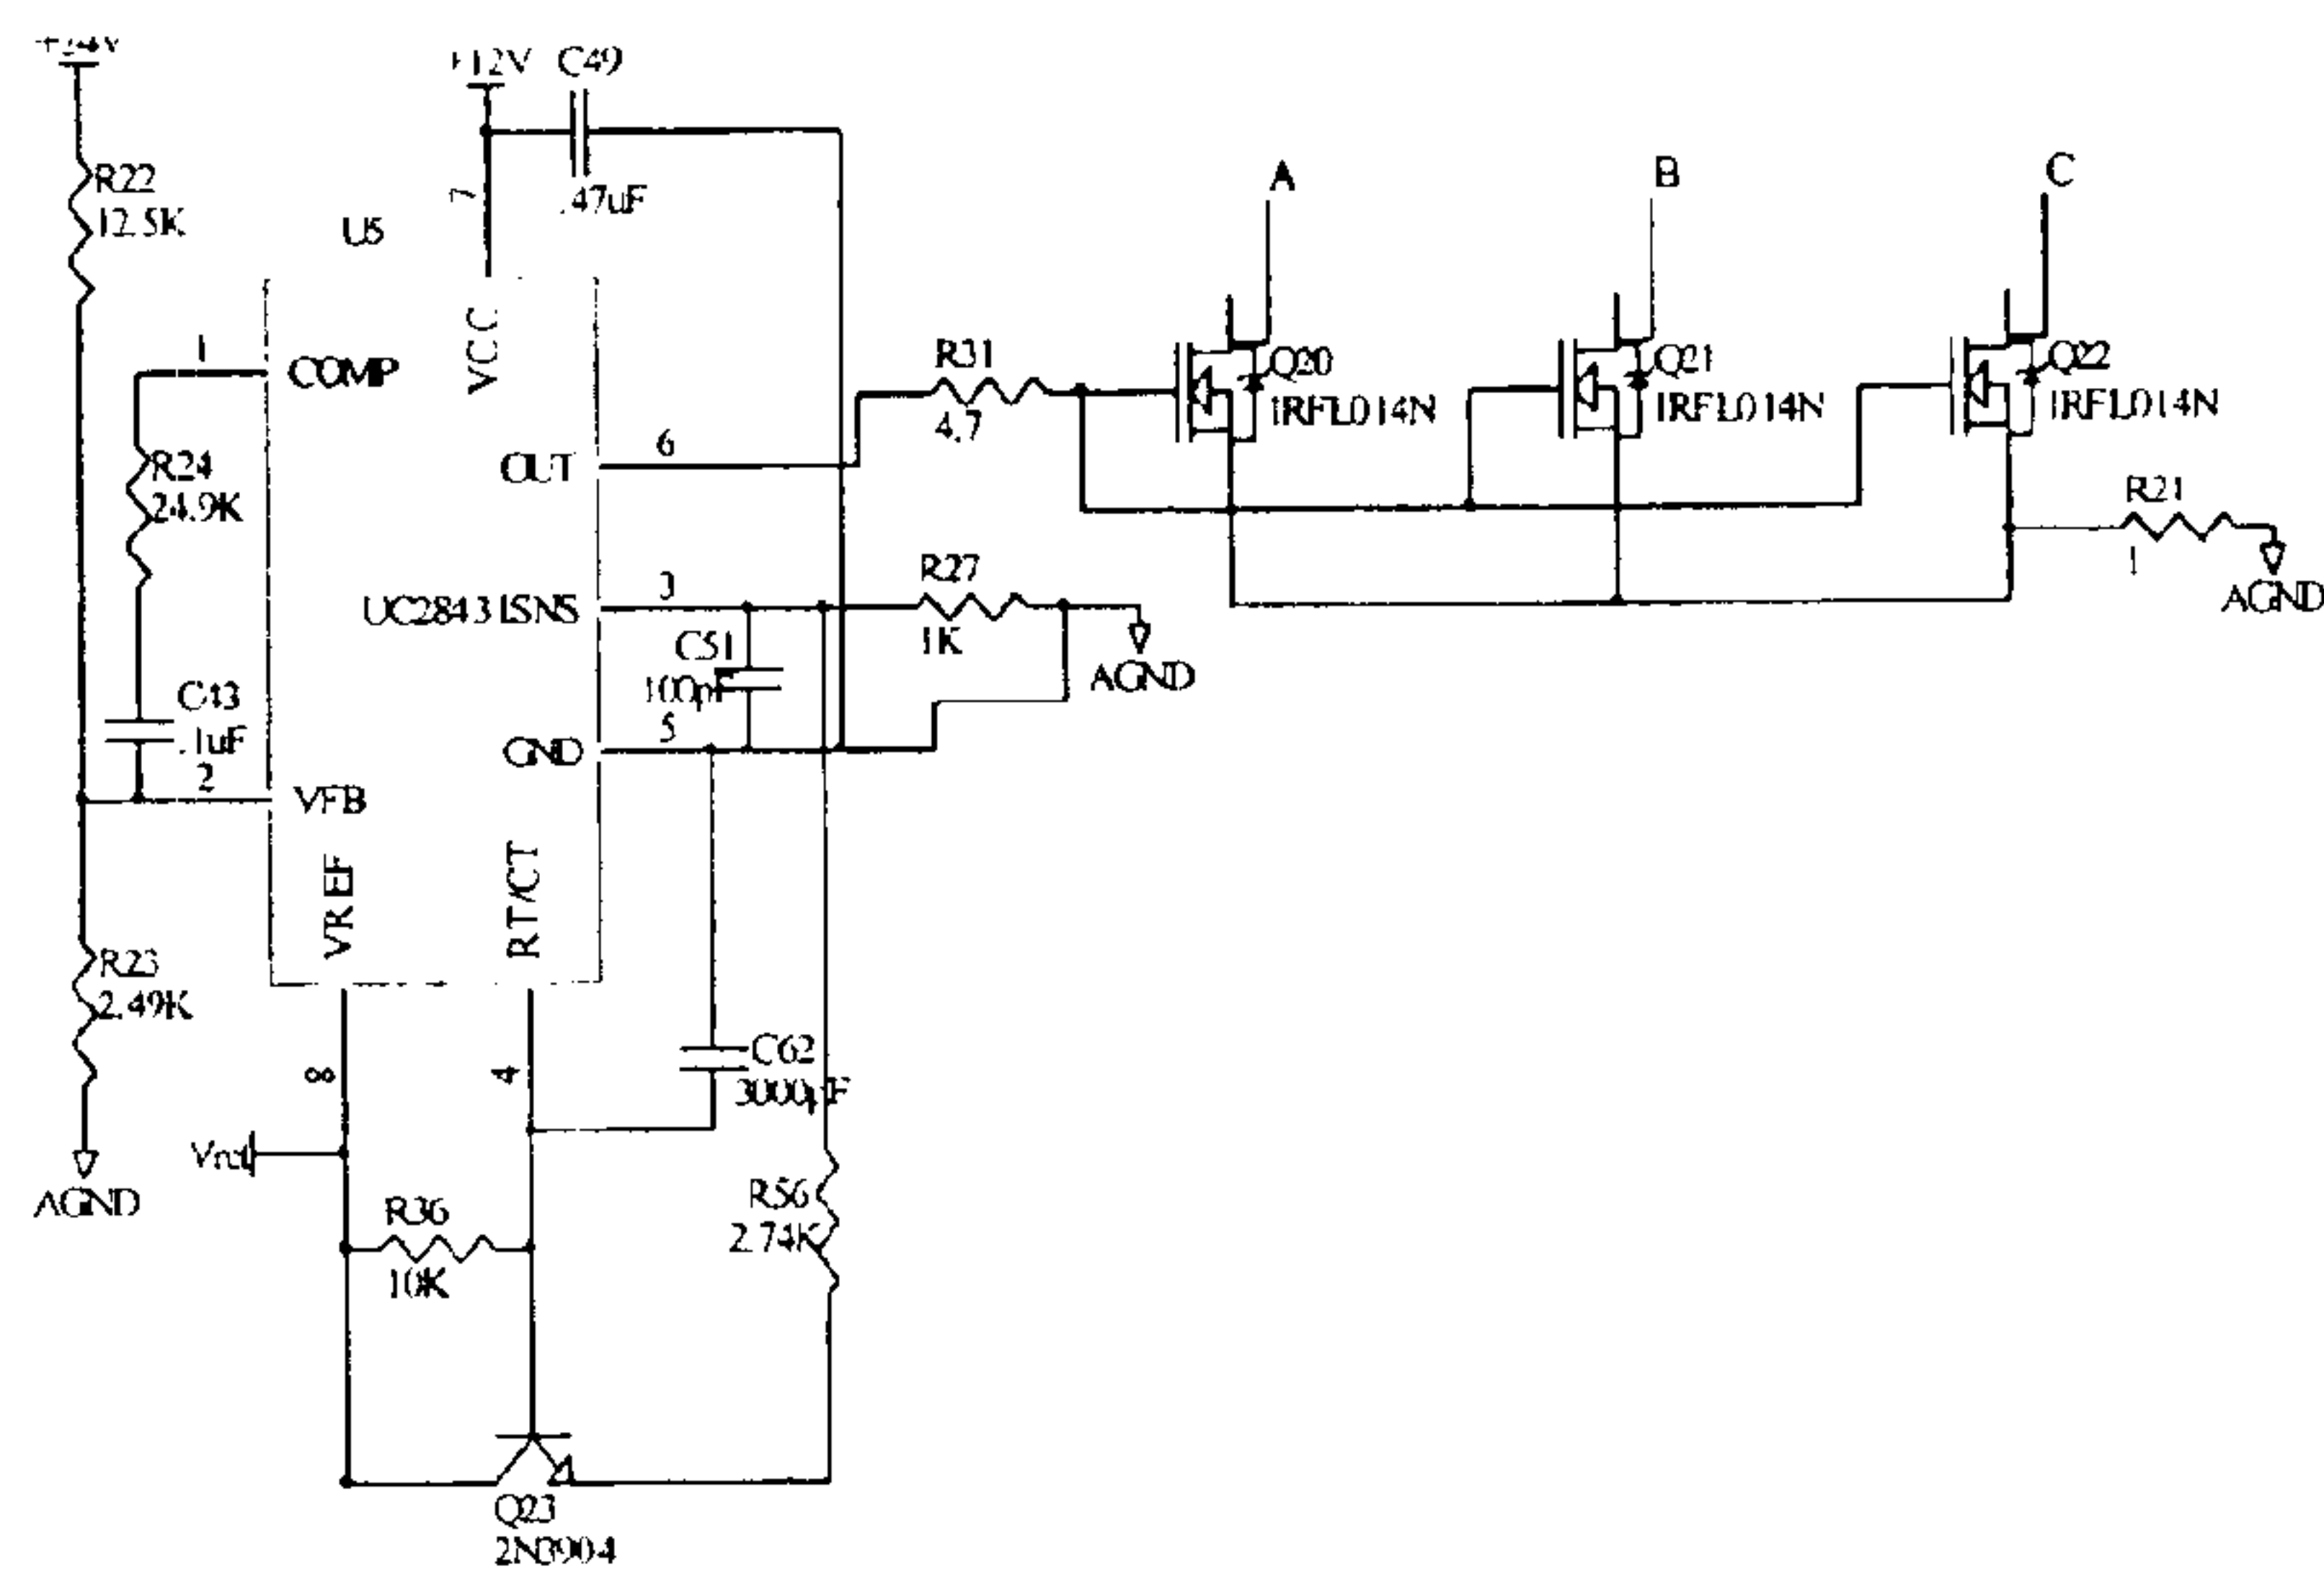 +24V
+12V
C49
.47uF
A
B
C
R22
12.5K
7
U5
VCC
1
COMP
R31
4.7
Q20
IRFL014N
Q21
IRFL014N
Q22
IRFL014N
6
OUT
R24
24.9K
R21
1
AGND
3
R27
1K
UC2843 ISNS
C51
100pF
AGND
5
GND
C43
.1uF
2
VFB
VREF
RT/CT
R23
2.49K
8
4
C62
3000pF
AGND
R36
10K
R56
2.74K
Q23
2N3904